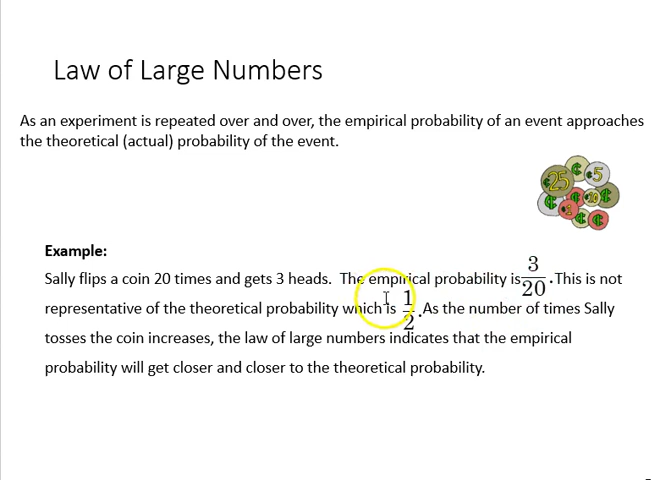 Law of Large Numbers
As an experiment is repeated over and over, the empirical probability of an event approaches
the theoretical (actual) probability of the event.
¢25 ¢ ¢5
¢ ¢ ¢10 ¢
¢1 ¢ ¢
Example:
Sally flips a coin 20 times and gets 3 heads. The empirical probability is 3/20 . This is not
representative of the theoretical probability which is 1/2 . As the number of times Sally
tosses the coin increases, the law of large numbers indicates that the empirical
probability will get closer and closer to the theoretical probability.